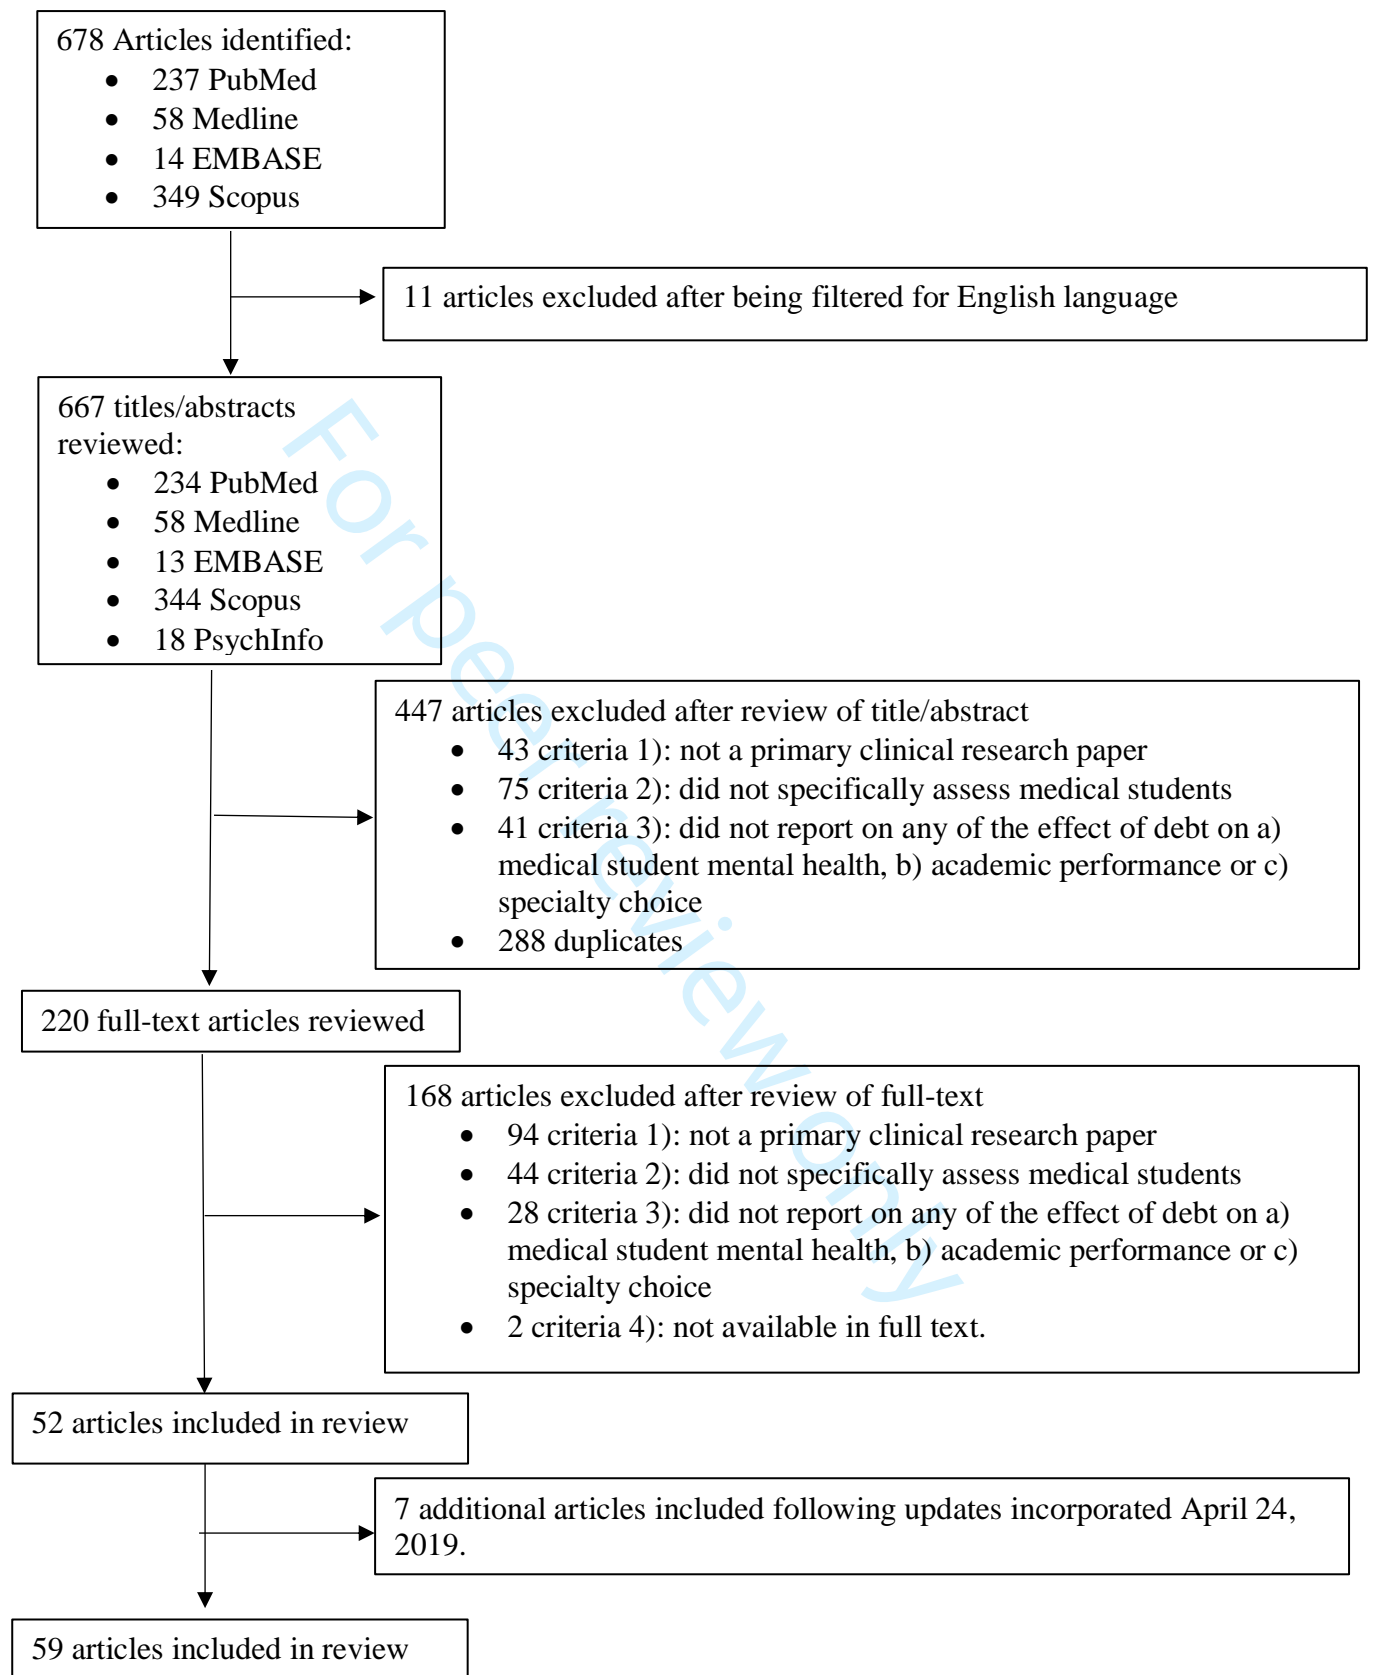 678 Articles identified:
• 237 PubMed
• 58 Medline
• 14 EMBASE
• 349 Scopus
11 articles excluded after being filtered for English language
667 titles/abstracts
reviewed:
• 234 PubMed
• 58 Medline
• 13 EMBASE
• 344 Scopus
• 18 PsychInfo
447 articles excluded after review of title/abstract
• 43 criteria 1): not a primary clinical research paper
• 75 criteria 2): did not specifically assess medical students
• 41 criteria 3): did not report on any of the effect of debt on a)
medical student mental health, b) academic performance or c)
specialty choice
• 288 duplicates
220 full-text articles reviewed
168 articles excluded after review of full-text
• 94 criteria 1): not a primary clinical research paper
• 44 criteria 2): did not specifically assess medical students
• 28 criteria 3): did not report on any of the effect of debt on a)
medical student mental health, b) academic performance or c)
specialty choice
• 2 criteria 4): not available in full text.
52 articles included in review
7 additional articles included following updates incorporated April 24,
2019.
59 articles included in review
For peer review only